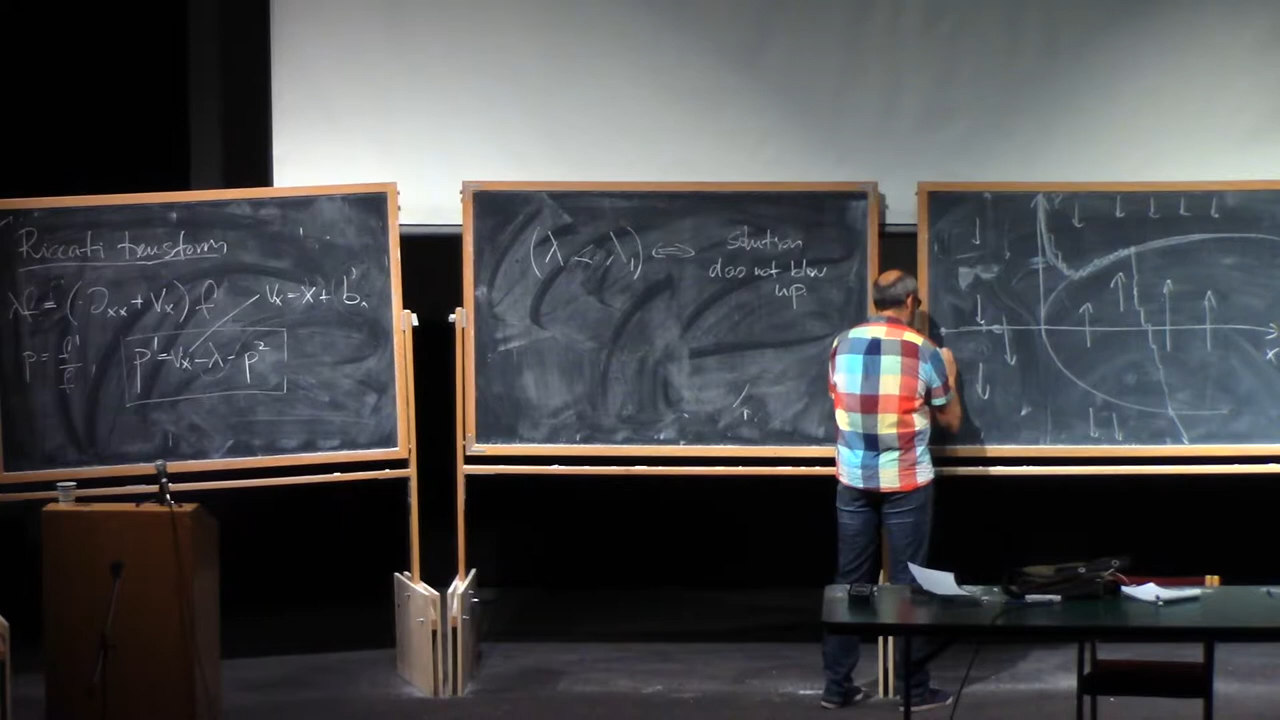 Riccati transform
λf = (-∂xx + Vx) f
Vx = x + b'x
p = f'/f , p' = Vx - λ - p²
(λ < λ₁) ⇔ solution
does not blow
up.
x